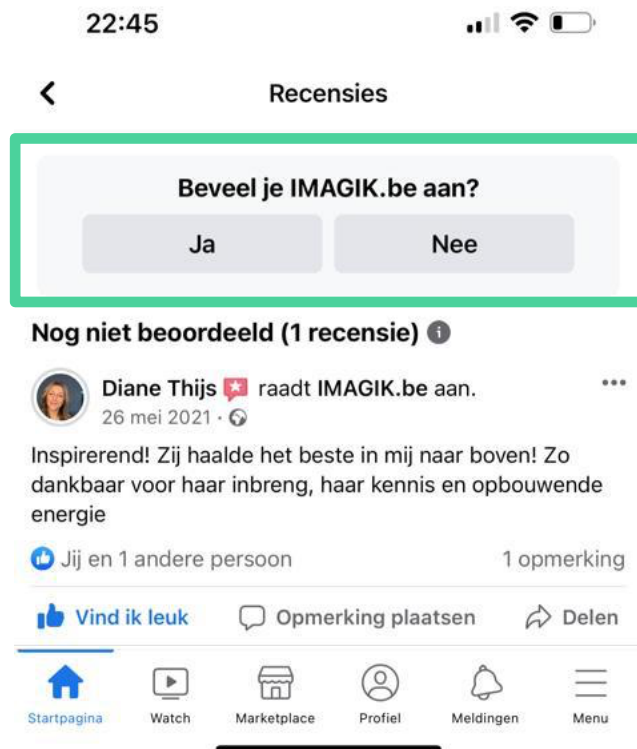 22:45
Recensies
Beveel je IMAGIK.be aan?
Ja Nee
Nog niet beoordeeld (1 recensie)
Diane Thijs raadt IMAGIK.be aan.
26 mei 2021 ·
Inspirerend! Zij haalde het beste in mij naar boven! Zo
dankbaar voor haar inbreng, haar kennis en opbouwende
energie
Jij en 1 andere persoon 1 opmerking
Vind ik leuk Opmerking plaatsen Delen
Startpagina Watch Marketplace Profiel Meldingen Menu